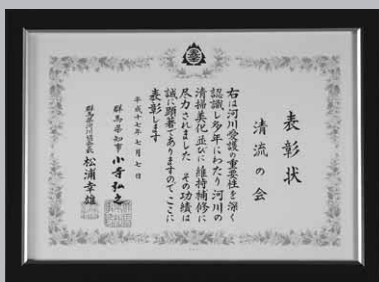 表彰状
清流の会
右は河川愛護の重要性を深く
認識し多年にわたり河川の
清掃美化並びに維持補修に
尽力されました その功績は
誠に顕著でありますのでここに
表彰します
平成十七年七月七日
群馬県知事 小寺弘之
松浦幸雄